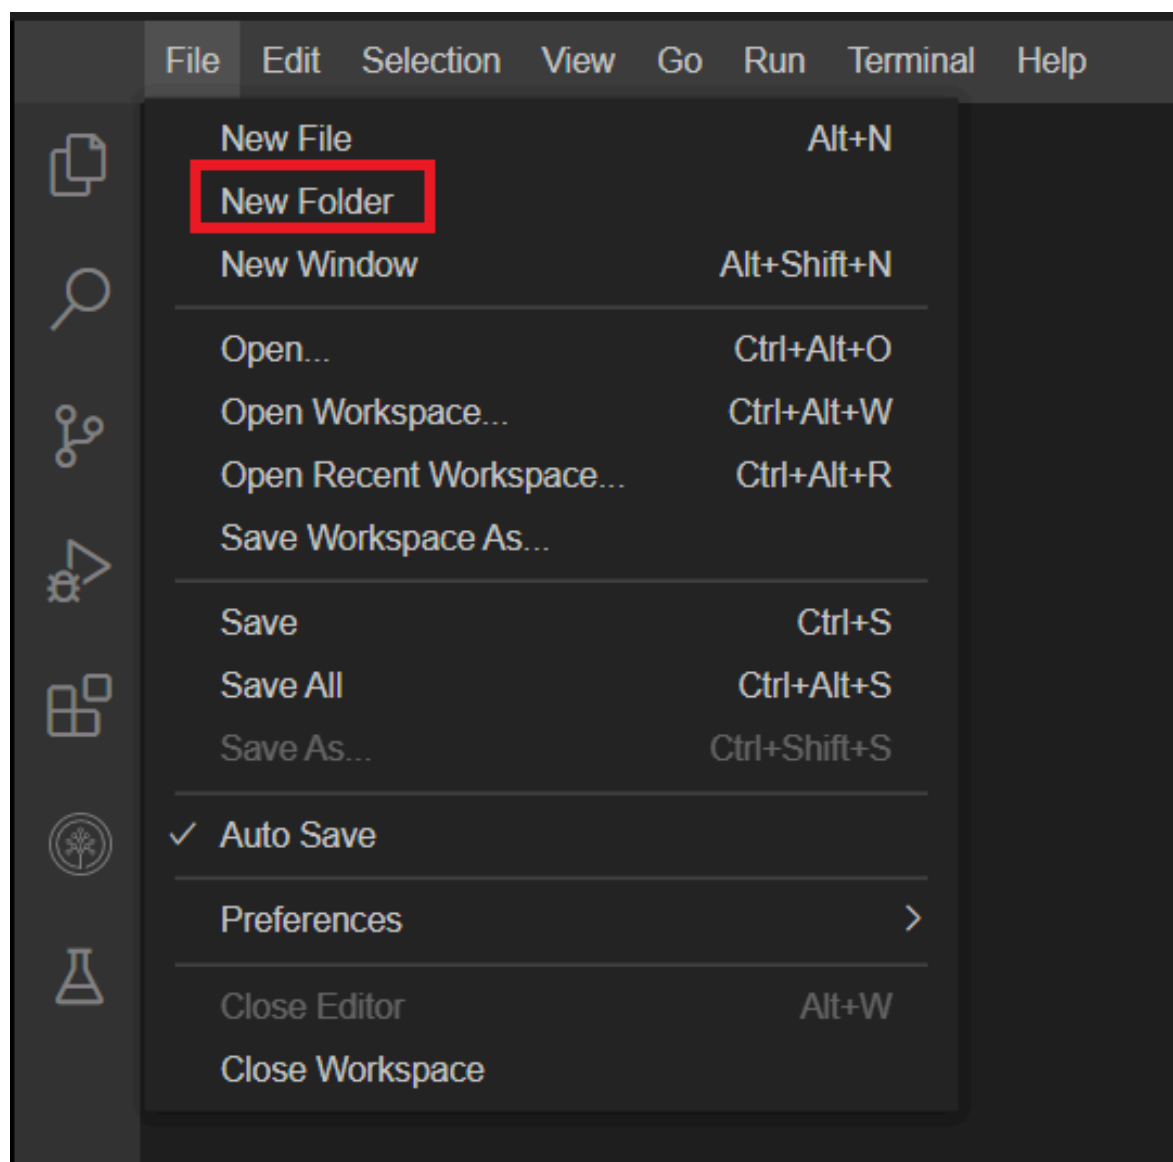 File Edit Selection View Go Run Terminal Help
New File Alt+N
New Folder
New Window Alt+Shift+N
Open... Ctrl+Alt+O
Open Workspace... Ctrl+Alt+W
Open Recent Workspace... Ctrl+Alt+R
Save Workspace As...
Save Ctrl+S
Save All Ctrl+Alt+S
Save As... Ctrl+Shift+S
Auto Save
Preferences
Close Editor Alt+W
Close Workspace